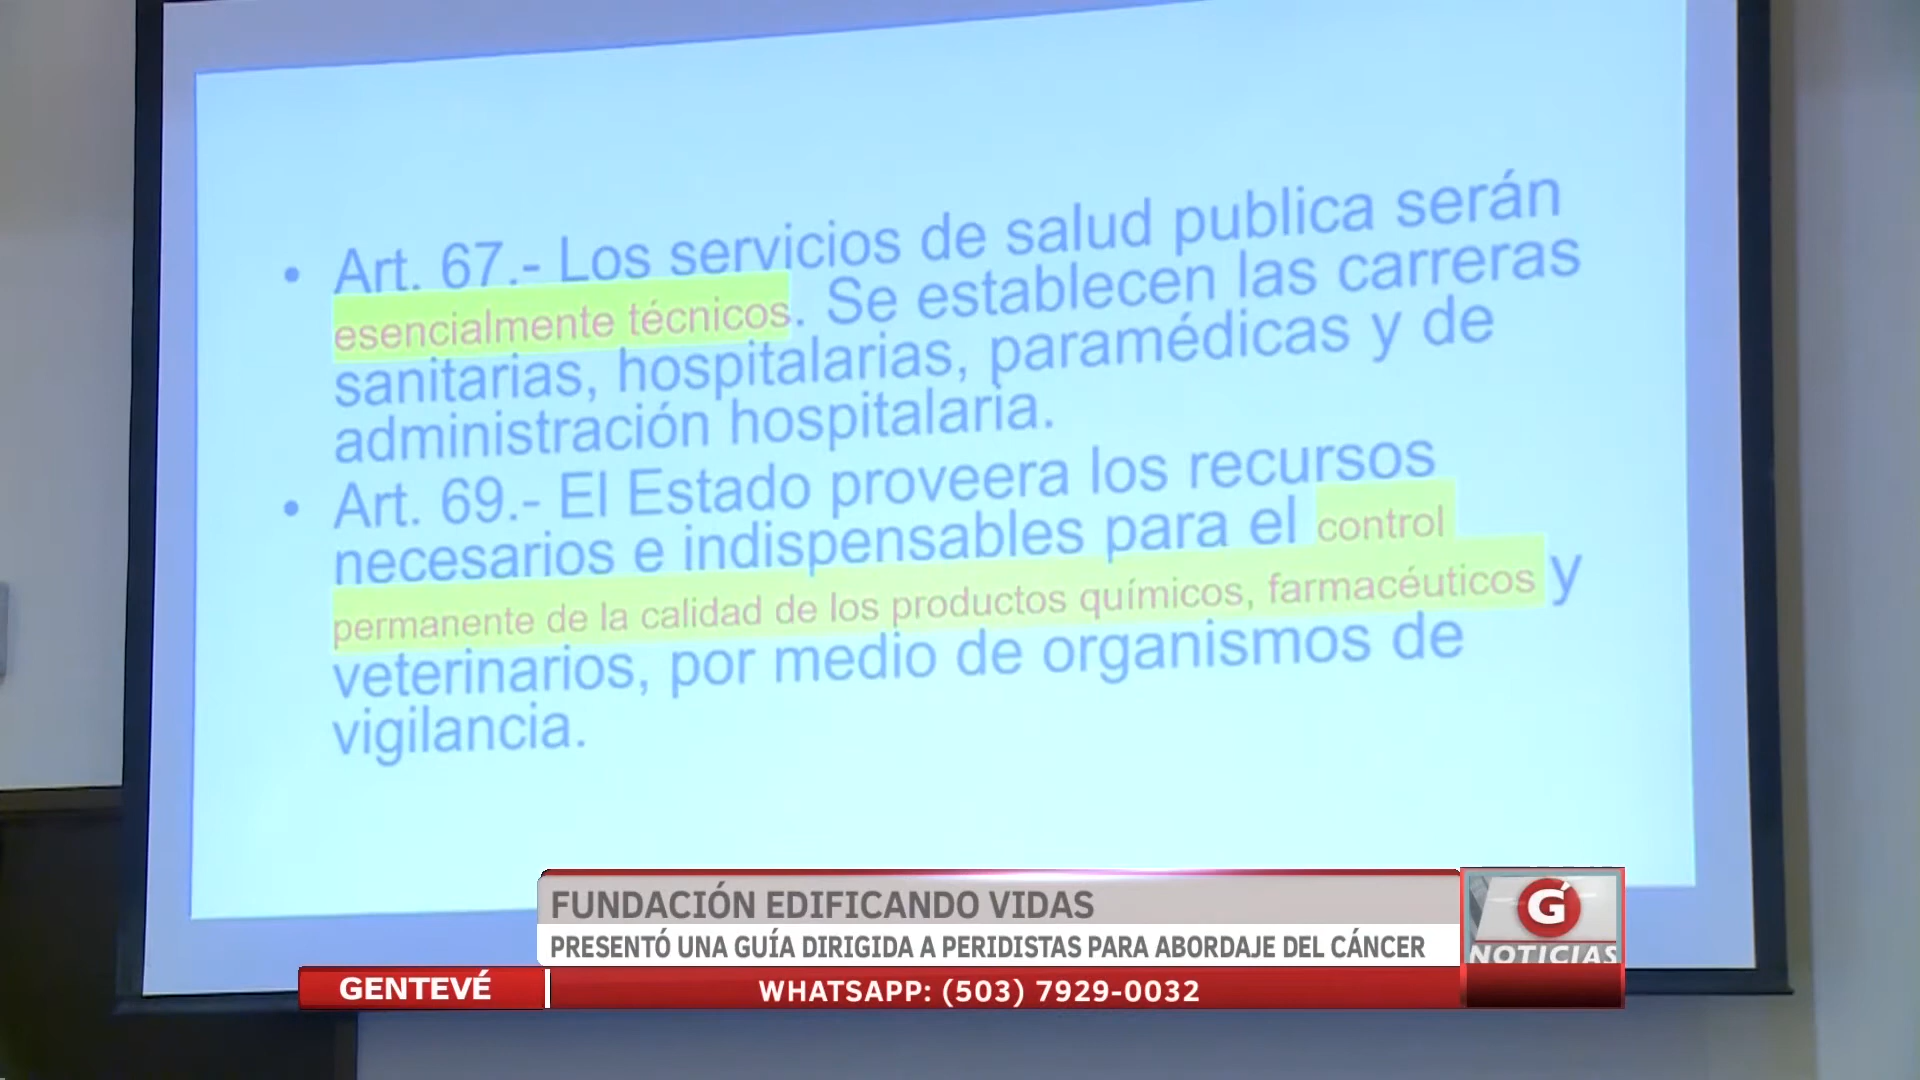 • Art. 67.- Los servicios de salud publica serán
esencialmente técnicos. Se establecen las carreras
sanitarias, hospitalarias, paramédicas y de
administración hospitalaria.
• Art. 69.- El Estado proveera los recursos
necesarios e indispensables para el control
permanente de la calidad de los productos químicos, farmacéuticos y
veterinarios, por medio de organismos de
vigilancia.
FUNDACIÓN EDIFICANDO VIDAS
PRESENTÓ UNA GUÍA DIRIGIDA A PERIDISTAS PARA ABORDAJE DEL CÁNCER
G
NOTICIAS
GENTEVÉ
WHATSAPP: (503) 7929-0032